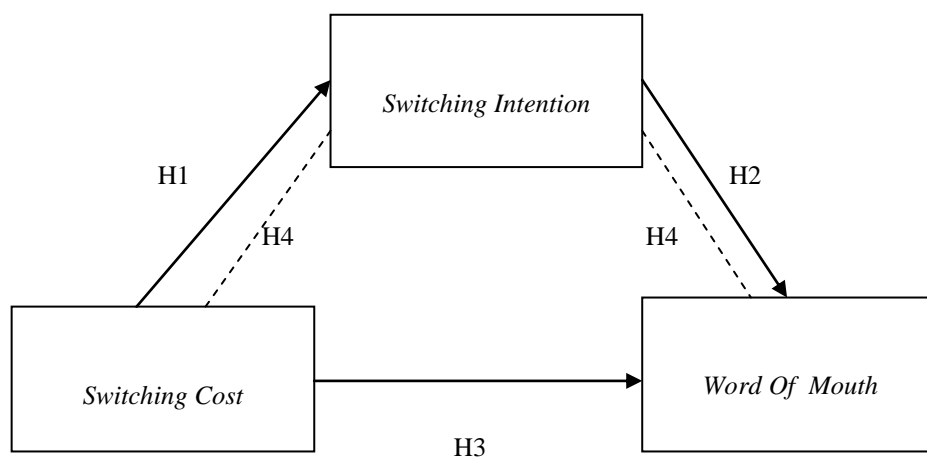 Switching Intention
H1
H2
H4
H4
Switching Cost
Word Of Mouth
H3